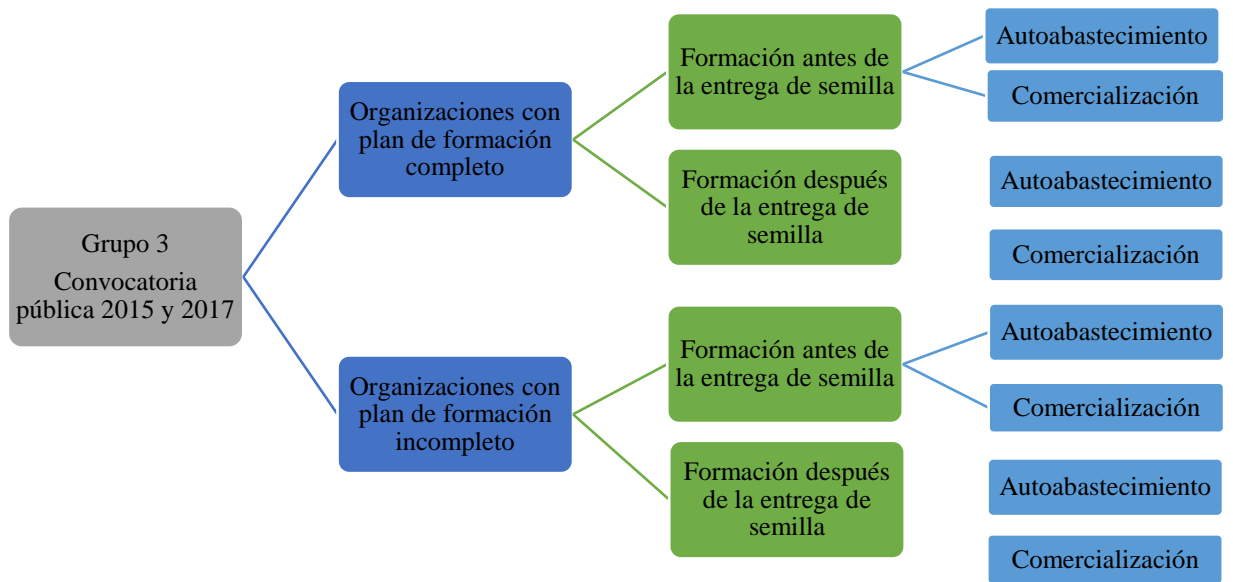 Grupo 3
Convocatoria
pública 2015 y 2017
Organizaciones con
plan de formación
completo
Formación antes de
la entrega de semilla
Autoabastecimiento
Comercialización
Formación después
de la entrega de
semilla
Autoabastecimiento
Comercialización
Organizaciones con
plan de formación
incompleto
Formación antes de
la entrega de semilla
Autoabastecimiento
Comercialización
Formación después
de la entrega de
semilla
Autoabastecimiento
Comercialización